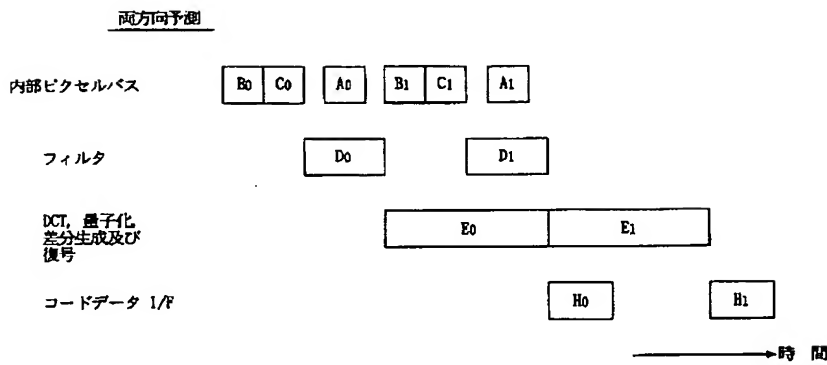 両方向予測
内部ピクセルバス
B0 C0 A0 B1 C1 A1
フィルタ
D0 D1
DCT, 量子化,
差分生成及び
復号
E0 E1
コードデータ I/F
H0 H1
時間